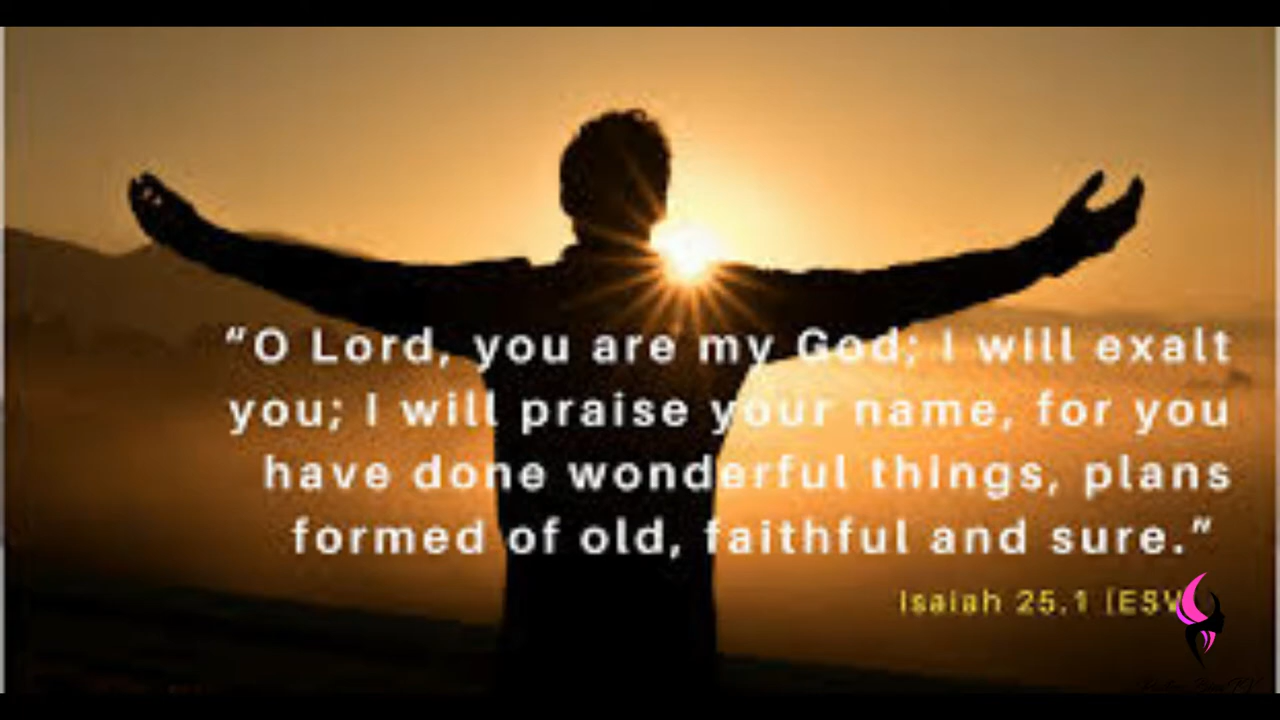 “O Lord, you are my God; I will exalt
you; I will praise your name, for you
have done wonderful things, plans
formed of old, faithful and sure.”
Isaiah 25.1 [ESV